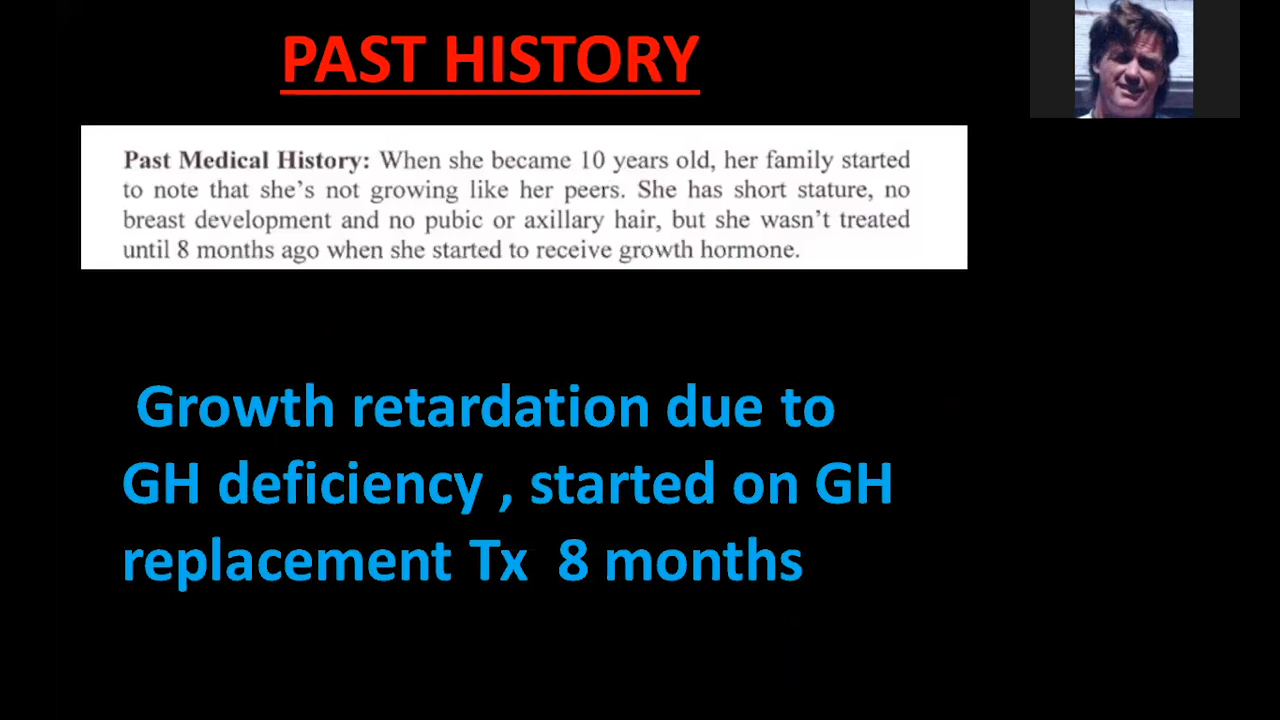 PAST HISTORY
Past Medical History: When she became 10 years old, her family started
to note that she's not growing like her peers. She has short stature, no
breast development and no pubic or axillary hair, but she wasn't treated
until 8 months ago when she started to receive growth hormone.
Growth retardation due to
GH deficiency , started on GH
replacement Tx 8 months